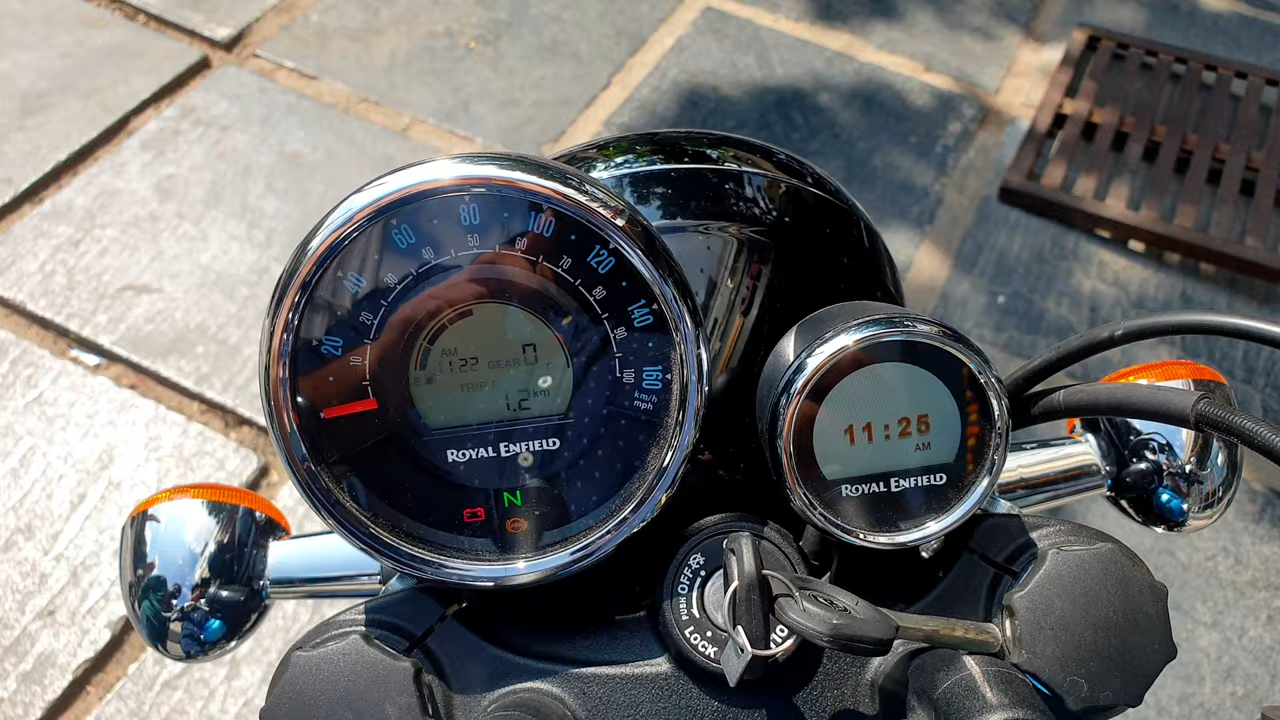 20 40 60 80 100 120 140 160
10 20 30 40 50 60 70 80 90 100
km/h
mph
AM
11:22 GEAR 0
TRIP
1.2 km
ROYAL ENFIELD
N
ABS
11:25
AM
ROYAL ENFIELD
OFF
PUSH
LOCK